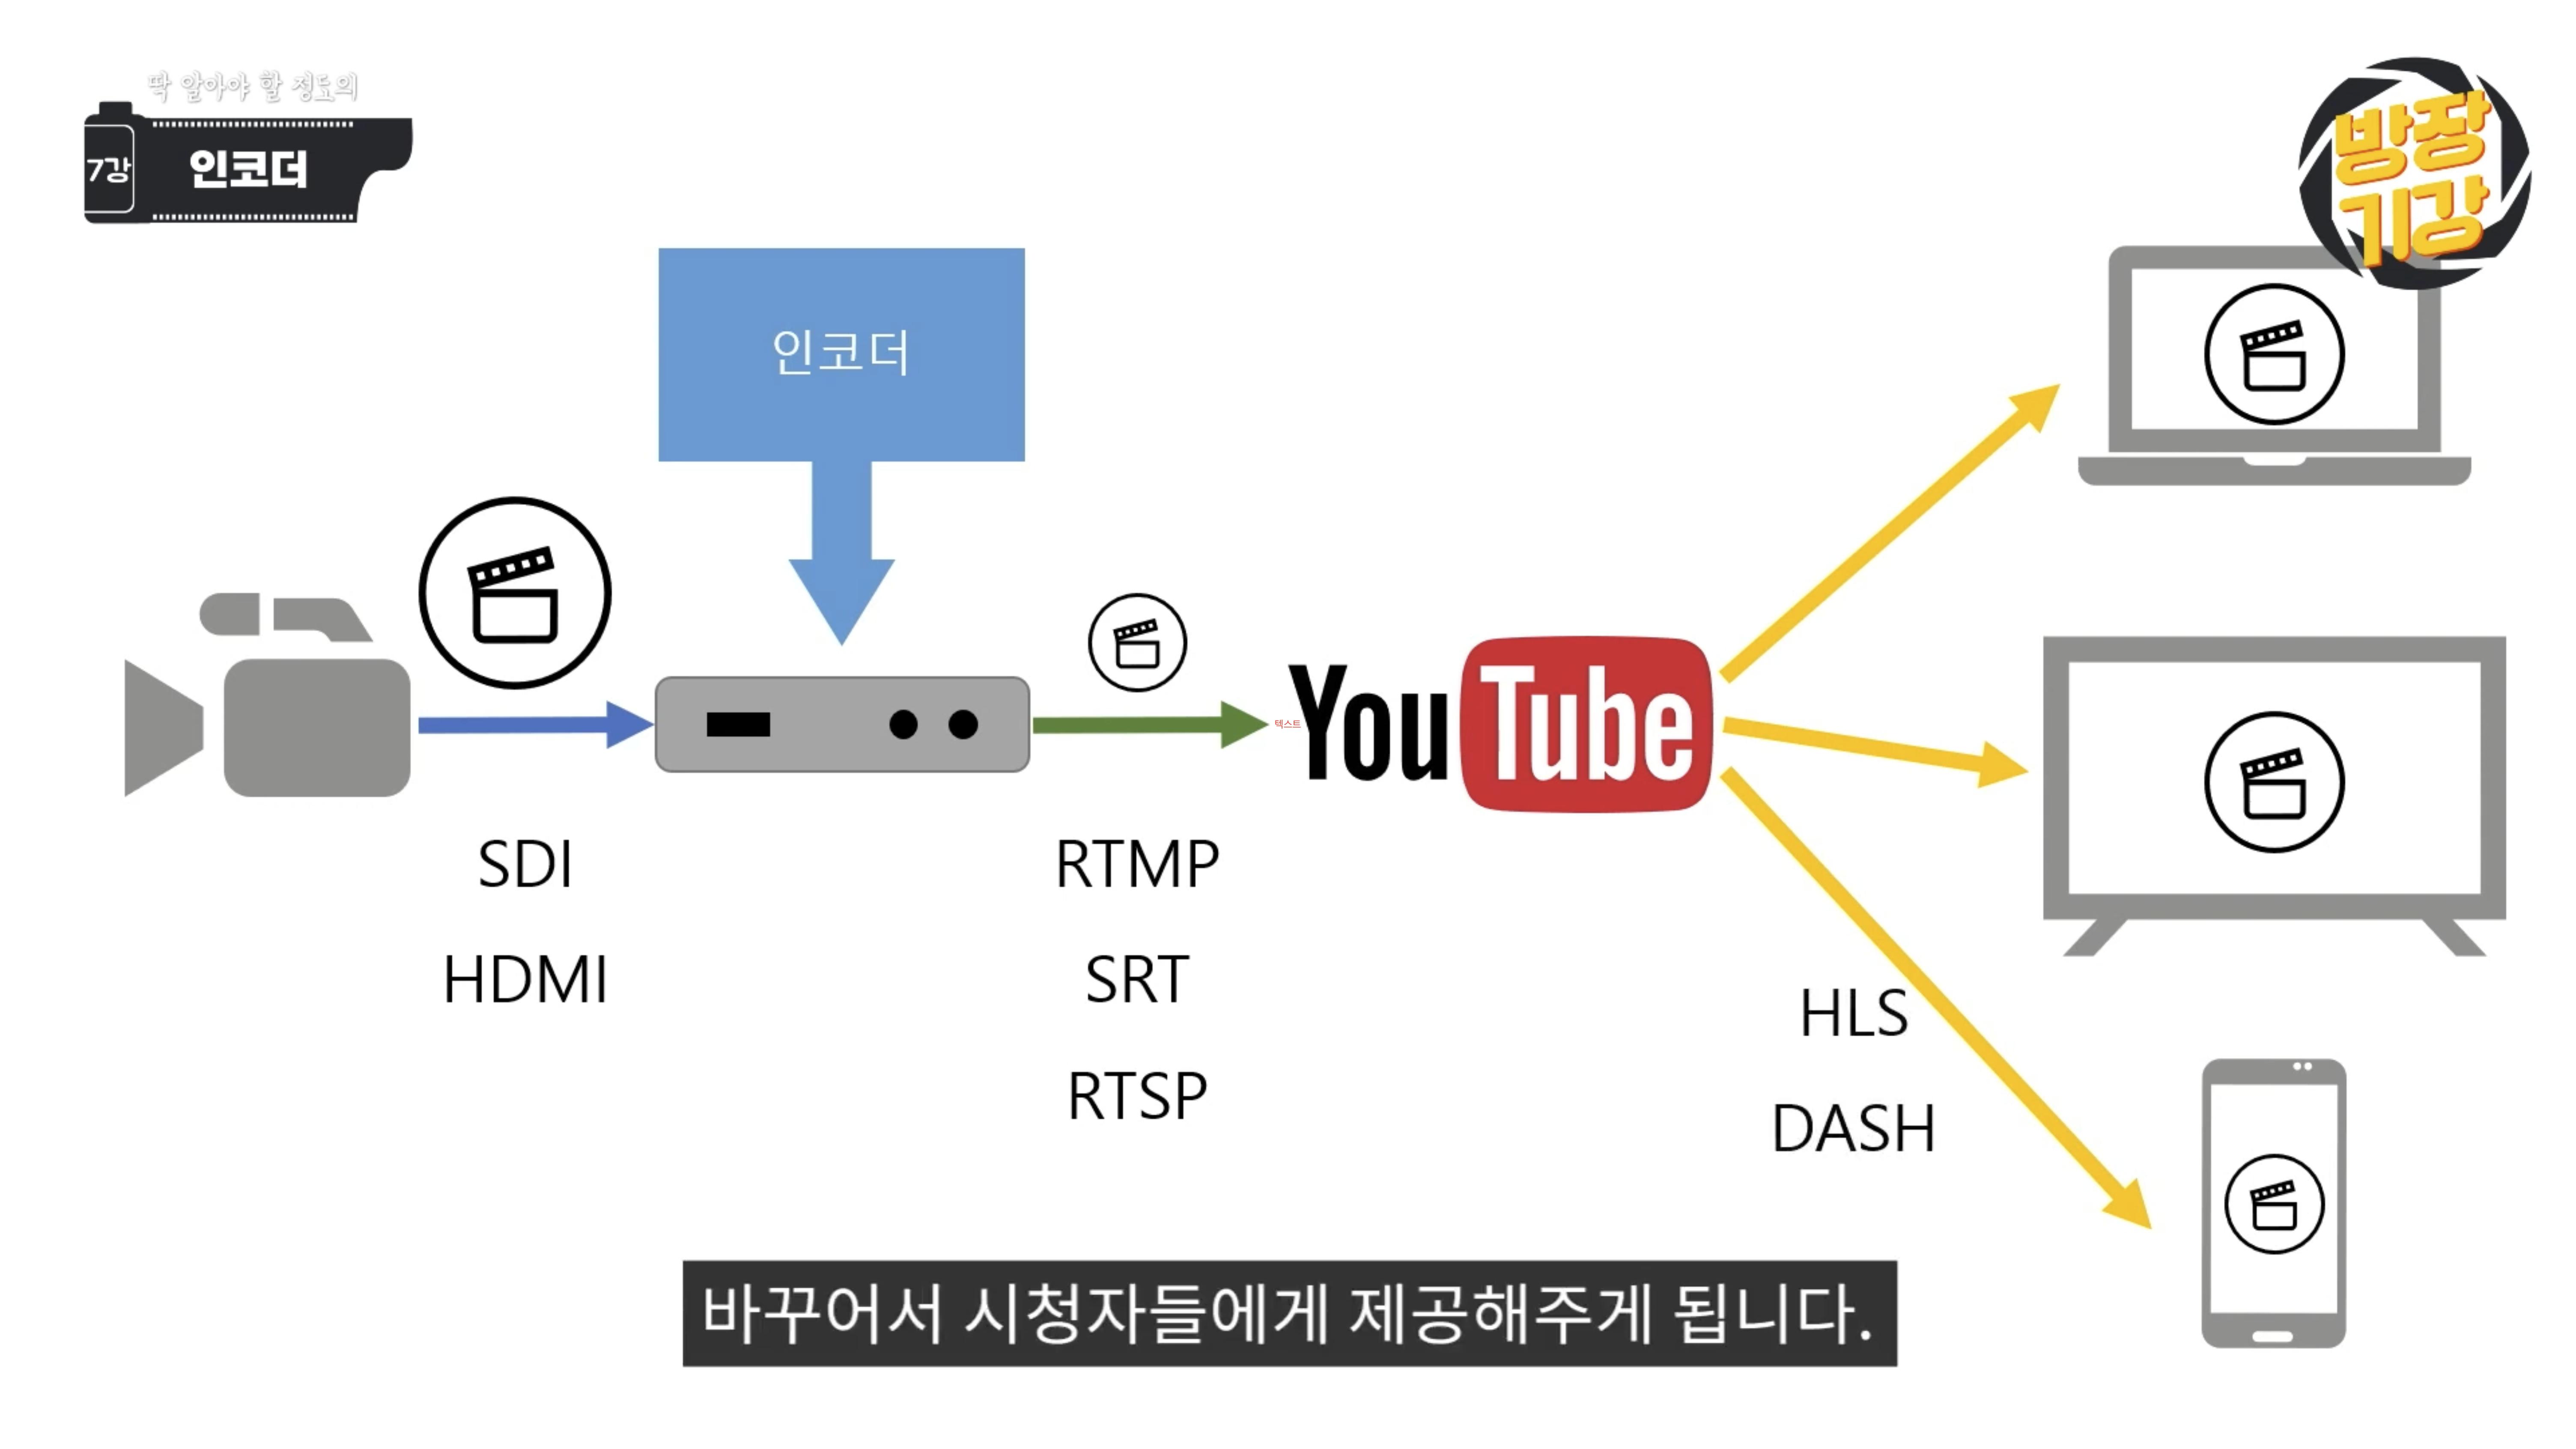 딱 알아야 할 정도의
7강
인코더
방장
기강
인코더
텍스트
YouTube
SDI
HDMI
RTMP
SRT
RTSP
HLS
DASH
바꾸어서 시청자들에게 제공해주게 됩니다.